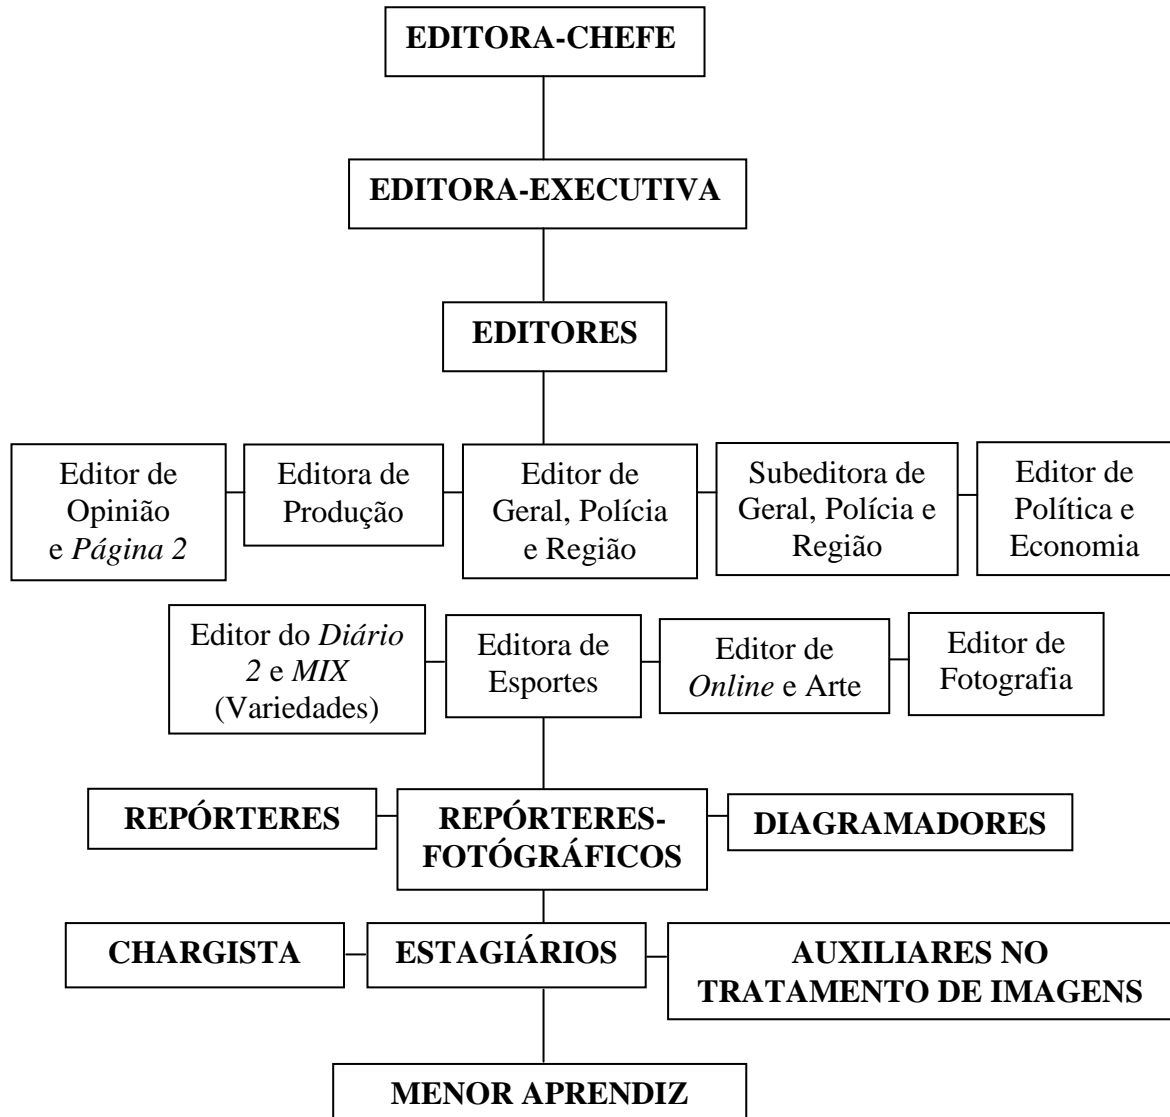 EDITORA-CHEFE
EDITORA-EXECUTIVA
EDITORES
Editor de
Opinião
e Página 2
Editora de
Produção
Editor de
Geral, Polícia
e Região
Subeditora de
Geral, Polícia e
Região
Editor de
Política e
Economia
Editor do Diário
2 e MIX
(Variedades)
Editora de
Esportes
Editor de
Online e Arte
Editor de
Fotografia
REPÓRTERES
REPÓRTERES-
FOTÓGRÁFICOS
DIAGRAMADORES
CHARGISTA
ESTAGIÁRIOS
AUXILIARES NO
TRATAMENTO DE IMAGENS
MENOR APRENDIZ